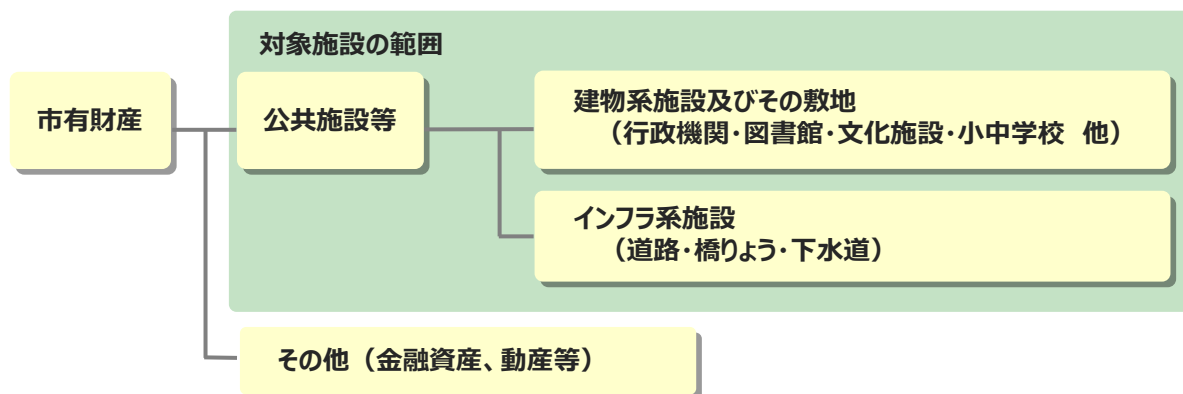 対象施設の範囲
市有財産
公共施設等
建物系施設及びその敷地
（行政機関・図書館・文化施設・小中学校　他）
インフラ系施設
（道路・橋りょう・下水道）
その他（金融資産、動産等）